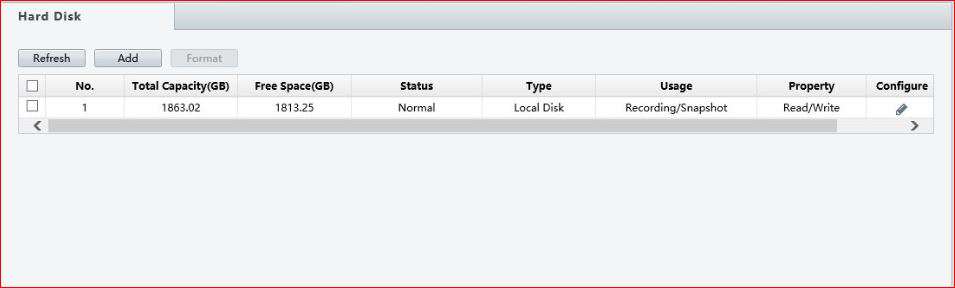 Hard Disk
Refresh Add Format
No. Total Capacity(GB) Free Space(GB) Status Type Usage Property Configure
1 1863.02 1813.25 Normal Local Disk Recording/Snapshot Read/Write